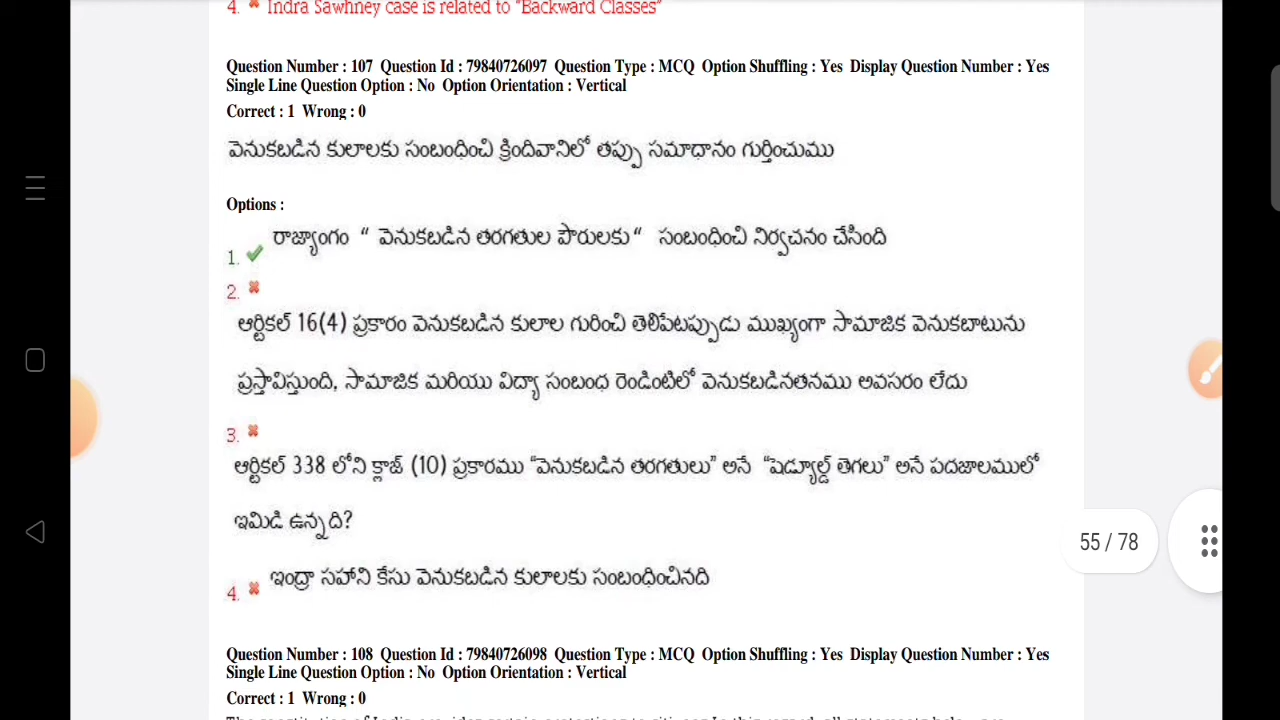 4. Indra Sawhney case is related to "Backward Classes"
Question Number : 107 Question Id : 79840726097 Question Type : MCQ Option Shuffling : Yes Display Question Number : Yes
Single Line Question Option : No Option Orientation : Vertical
Correct : 1 Wrong : 0
వెనుకబడిన కులాలకు సంబంధించి క్రిందివానిలో తప్పు సమాధానం గుర్తించుము
Options :
1. రాజ్యాంగం “ వెనుకబడిన తరగతుల పౌరులకు“ సంబంధించి నిర్వచనం చేసింది
2.
ఆర్టికల్ 16(4) ప్రకారం వెనుకబడిన కులాల గురించి తెలిపేటప్పుడు ముఖ్యంగా సామాజిక వెనుకబాటును
ప్రస్తావిస్తుంది, సామాజిక మరియు విద్యా సంబంధ రెండింటిలో వెనుకబడినతనము అవసరం లేదు
3.
ఆర్టికల్ 338 లోని క్లాజ్ (10) ప్రకారము “వెనుకబడిన తరగతులు” అనే “షెడ్యూల్డ్ తెగలు” అనే పదజాలములో
ఇమిడి ఉన్నది?
4. ఇంద్రా సహాని కేసు వెనుకబడిన కులాలకు సంబంధించినది
55 / 78
Question Number : 108 Question Id : 79840726098 Question Type : MCQ Option Shuffling : Yes Display Question Number : Yes
Single Line Question Option : No Option Orientation : Vertical
Correct : 1 Wrong : 0